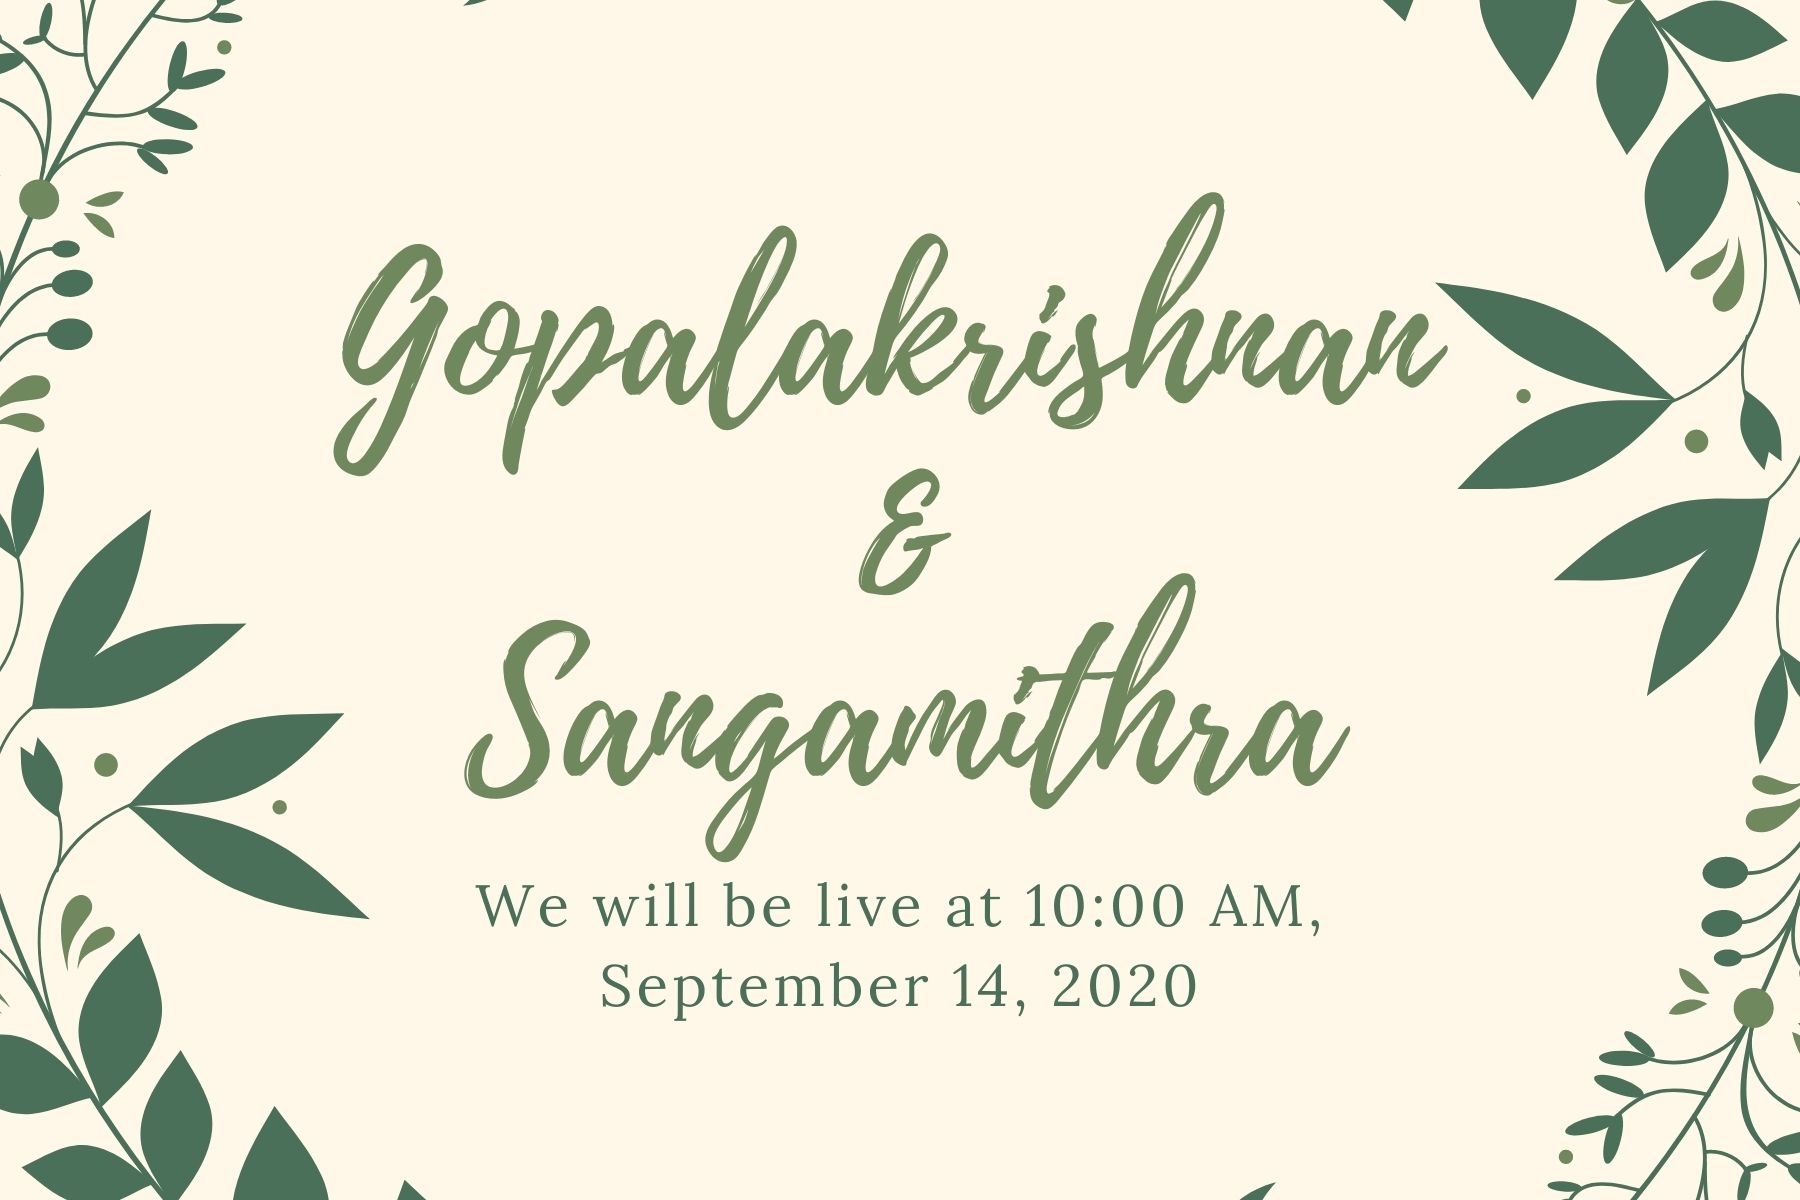 Gopalakrishnan
&
Sangamithra
We will be live at 10:00 AM,
September 14, 2020